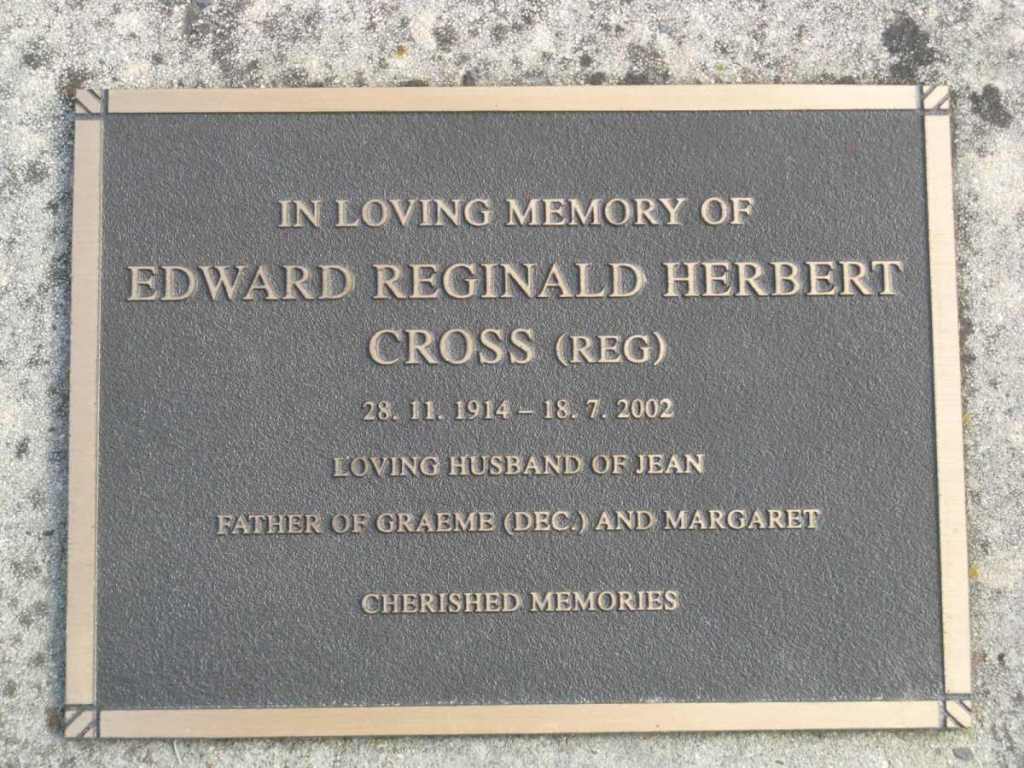 IN LOVING MEMORY OF
EDWARD REGINALD HERBERT
CROSS (REG)
28. 11. 1914 – 18. 7. 2002
LOVING HUSBAND OF JEAN
FATHER OF GRAEME (DEC.) AND MARGARET
CHERISHED MEMORIES